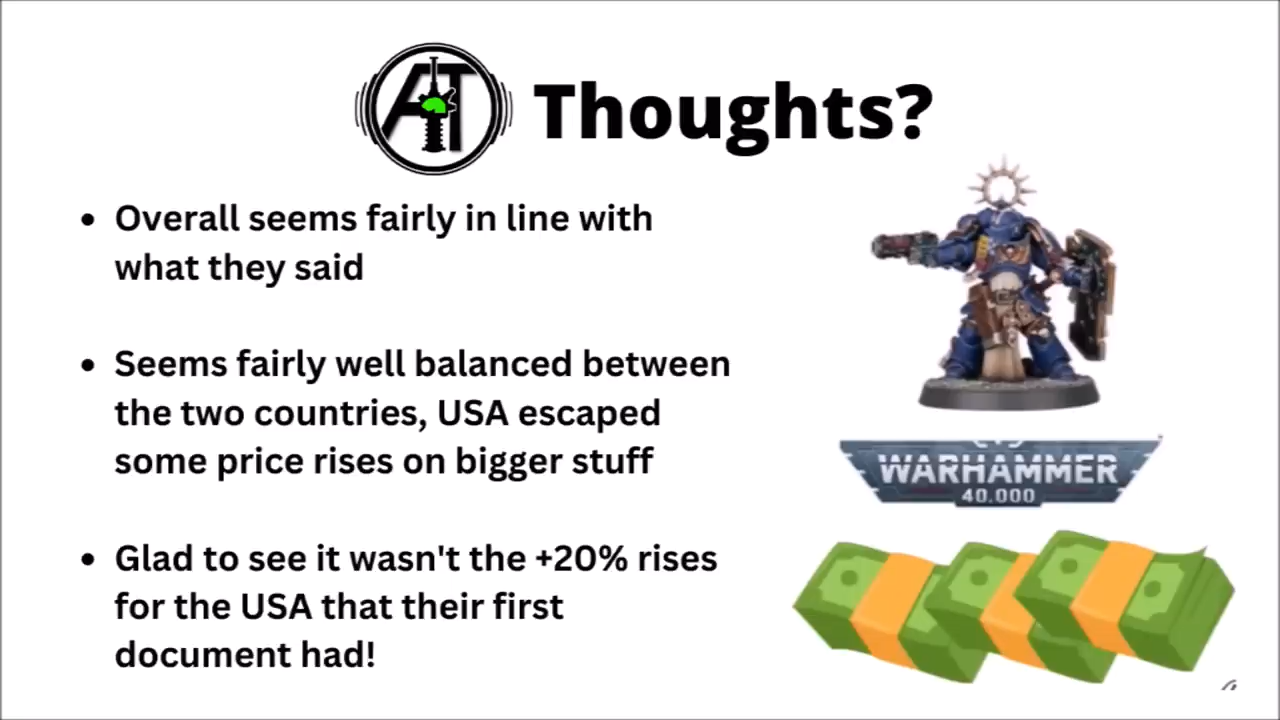 AT
Thoughts?
• Overall seems fairly in line with
what they said
• Seems fairly well balanced between
the two countries, USA escaped
some price rises on bigger stuff
• Glad to see it wasn't the +20% rises
for the USA that their first
document had!
WARHAMMER
40,000